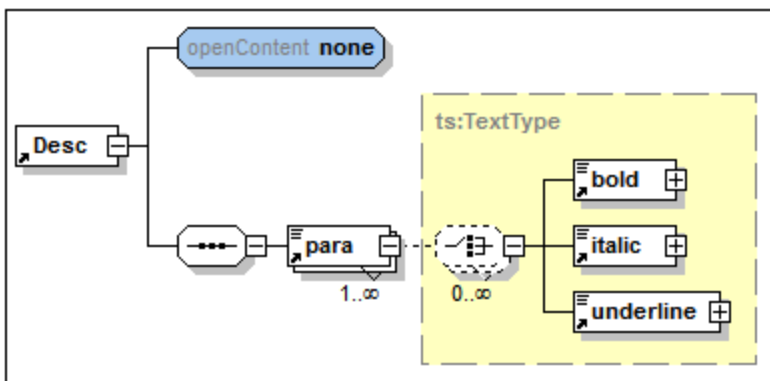 openContent none
ts:TextType
Desc
bold
para
italic
1..∞
0..∞
underline